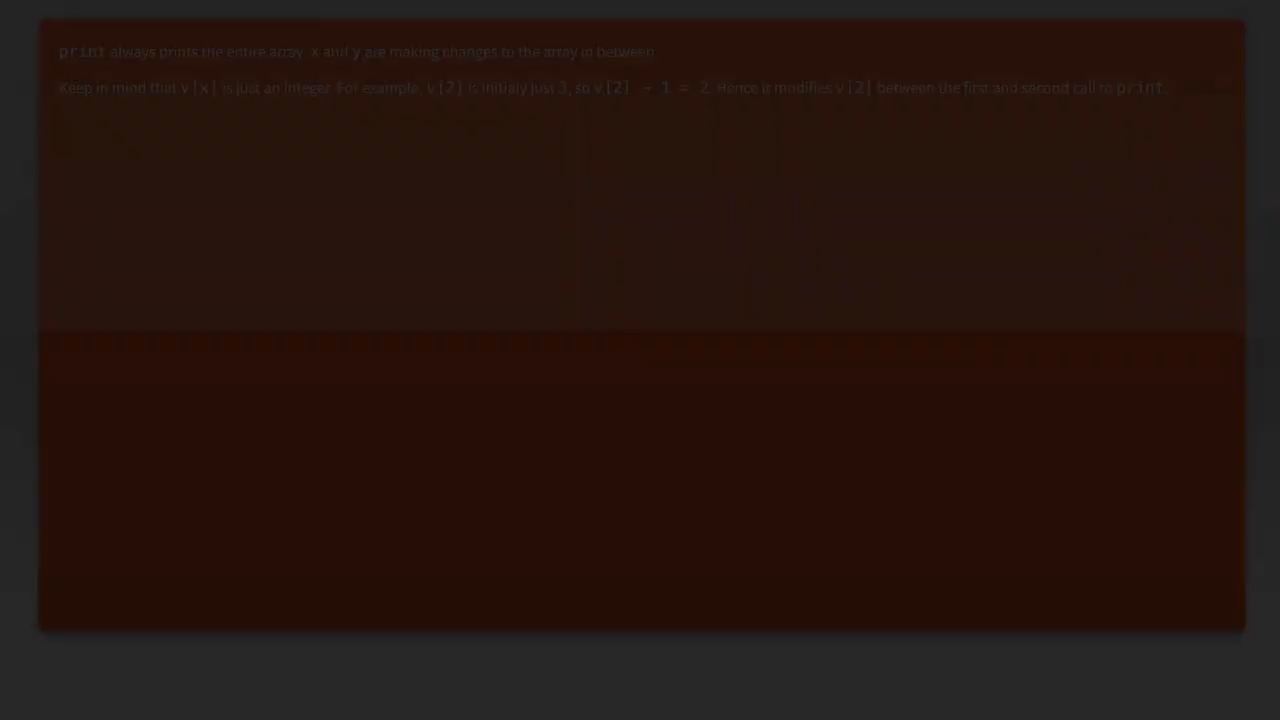 print always prints the entire array. x and y are making changes to the array in between.
Keep in mind that v[x] is just an integer. For example, v[2] is initialy just 3, so v[2] - 1 = 2. Hence it modifies v[2] between the first and second call to print.